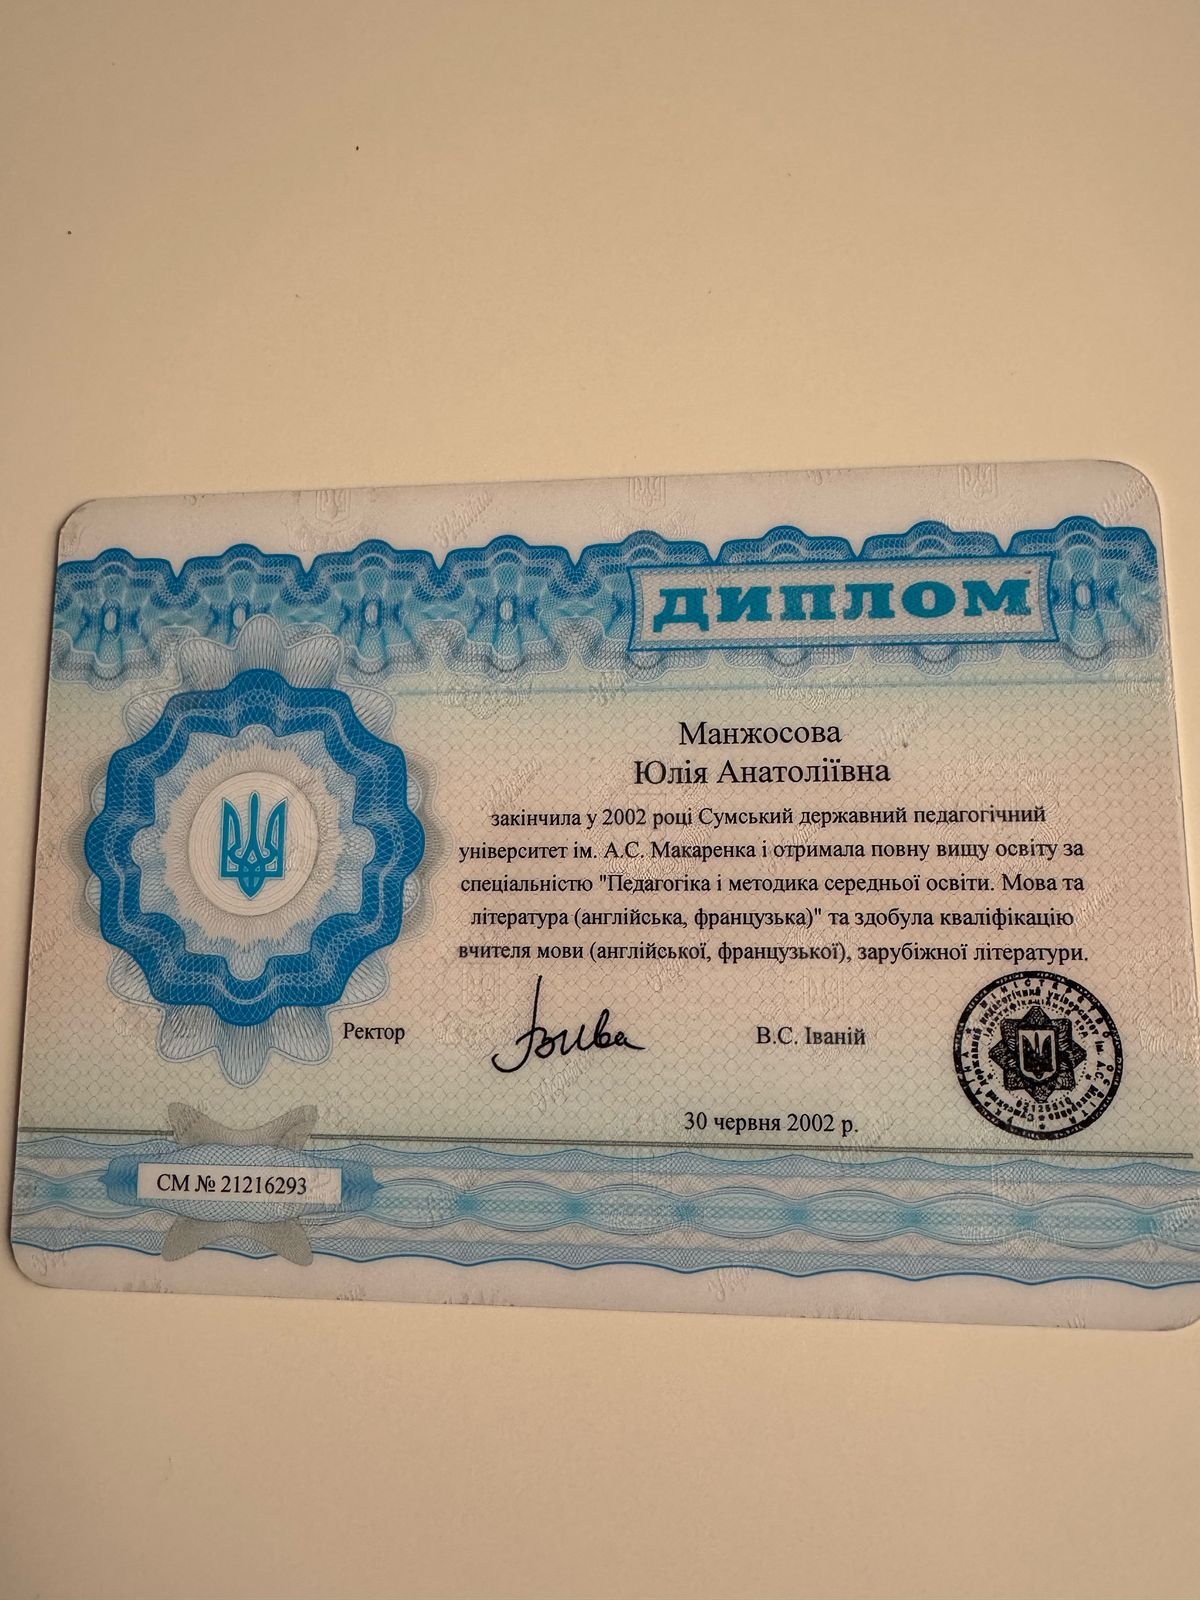 ДИПЛОМ
Манжосова
Юлія Анатоліївна
закінчила у 2002 році Сумський державний педагогічний
університет ім. А.С. Макаренка і отримала повну вищу освіту за
спеціальністю "Педагогіка і методика середньої освіти. Мова та
література (англійська, французька)" та здобула кваліфікацію
вчителя мови (англійської, французької), зарубіжної літератури.
Ректор В.С. Іваній
30 червня 2002 р.
СМ № 21216293